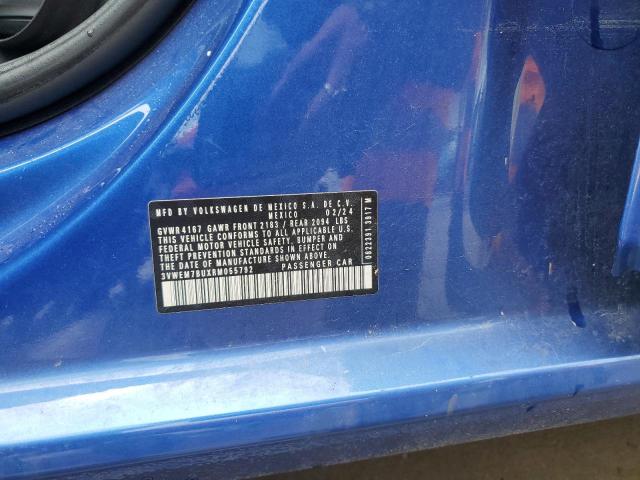 MFD BY VOLKSWAGEN DE MEXICO S.A. DE C.V.
MEXICO 02/24
GVWR 4167 GAWR FRONT 2183 / REAR 2094 LBS
THIS VEHICLE CONFORMS TO ALL APPLICABLE U.S.
FEDERAL MOTOR VEHICLE SAFETY, BUMPER AND
THEFT PREVENTION STANDARDS IN EFFECT ON
THE DATE OF MANUFACTURE SHOWN ABOVE.
3VWEM7BUXRM055792 PASSENGER CAR
0622391 3917 M